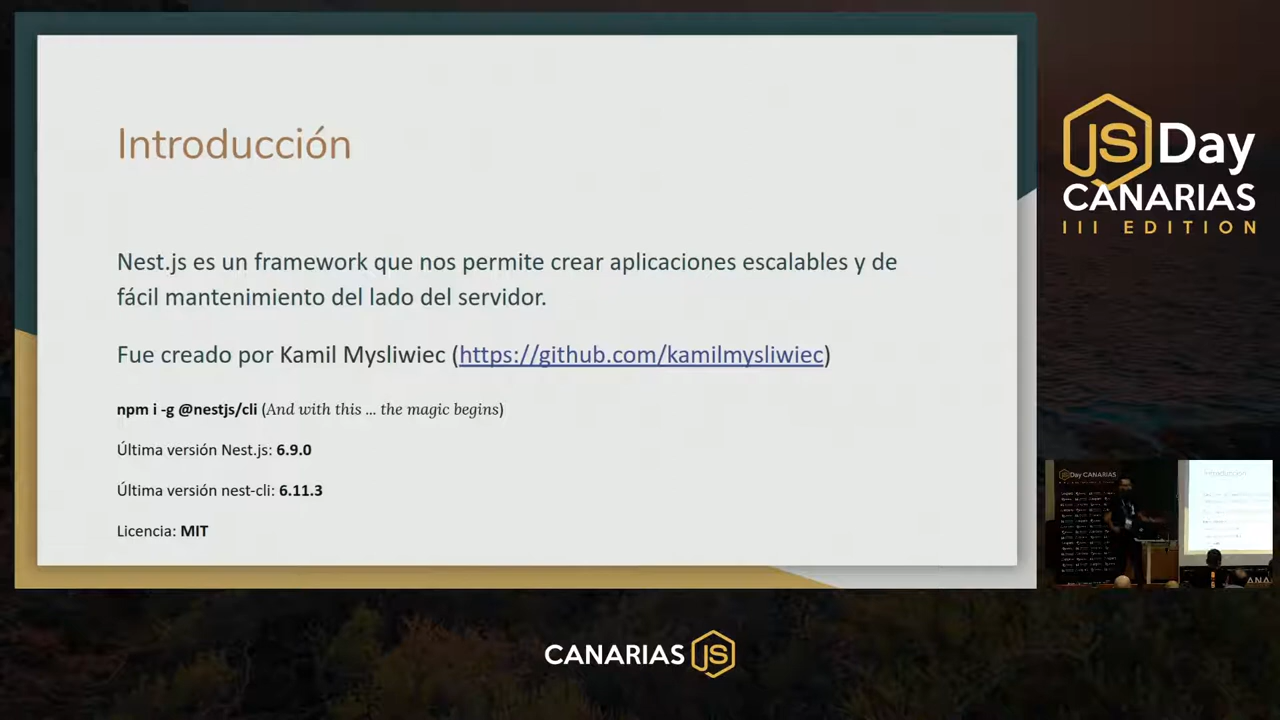 Introducción
Nest.js es un framework que nos permite crear aplicaciones escalables y de
fácil mantenimiento del lado del servidor.
Fue creado por Kamil Mysliwiec (https://github.com/kamilmysliwiec)
npm i -g @nestjs/cli (And with this ... the magic begins)
Última versión Nest.js: 6.9.0
Última versión nest-cli: 6.11.3
Licencia: MIT
JS Day
CANARIAS
III EDITION
JSDay CANARIAS
Introducción
CANARIAS JS